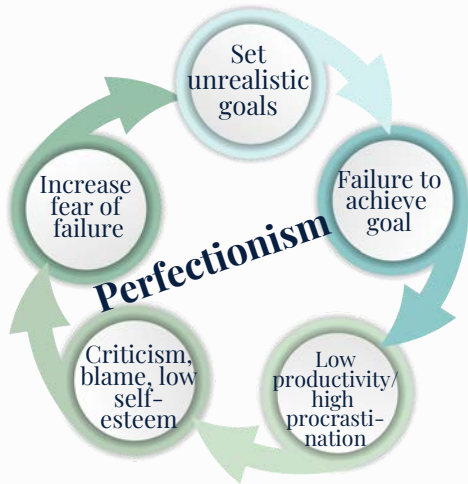 Set
unrealistic
goals
Failure to
achieve
goal
Low
productivity/
high
procrasti-
nation
Criticism,
blame, low
self-
esteem
Increase
fear of
failure
Perfectionism